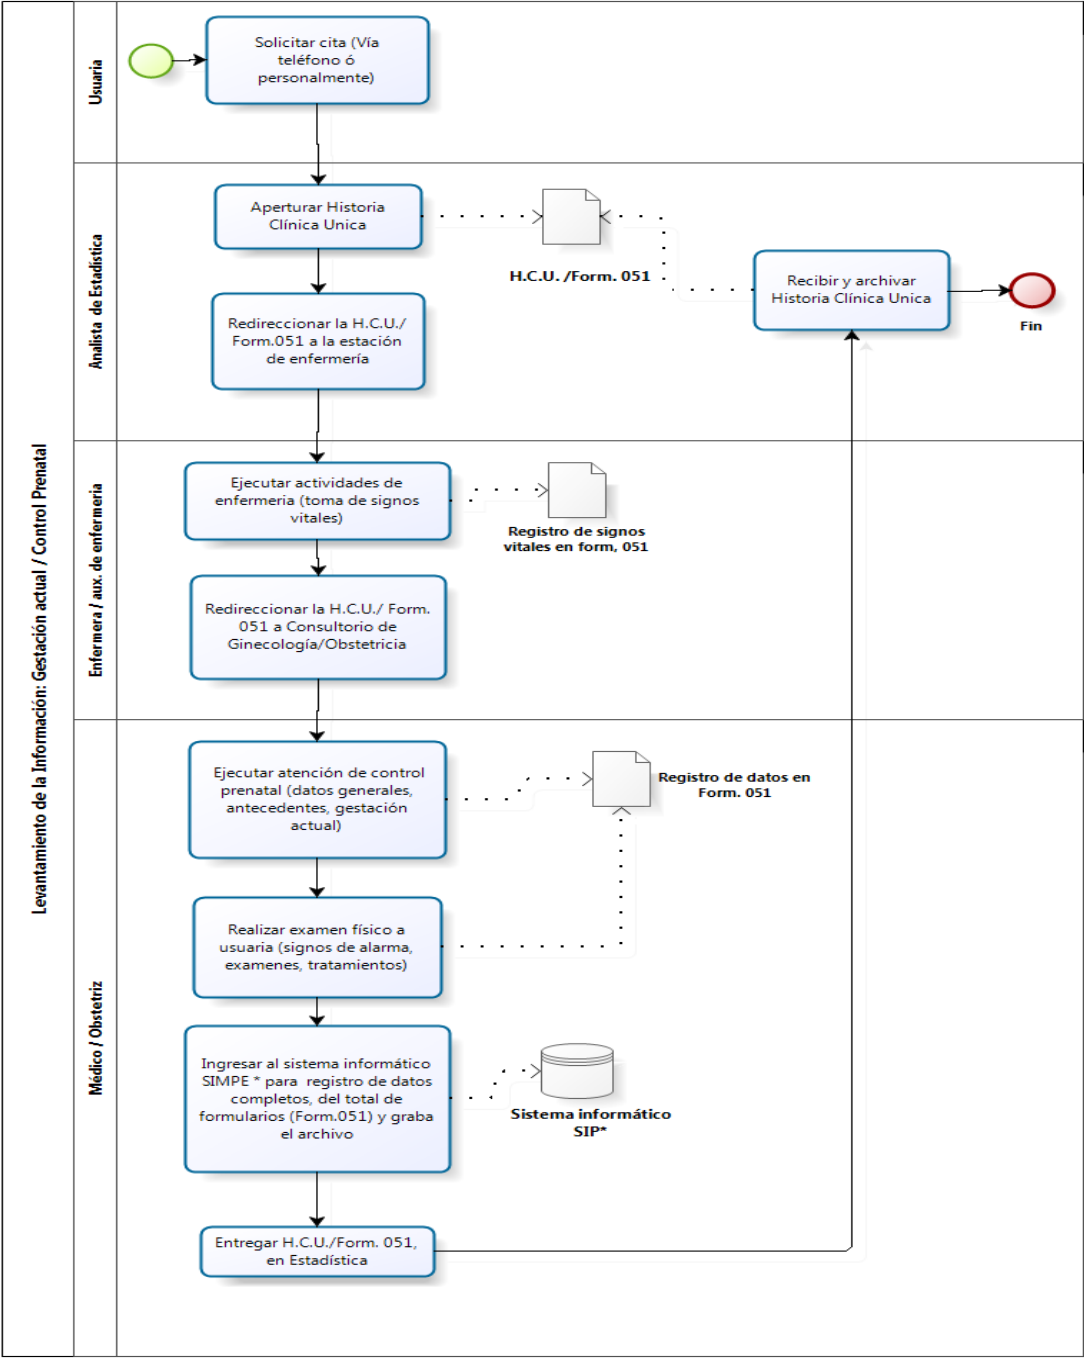 Levantamiento de la Información: Gestación actual / Control Prenatal
Usuaria
Solicitar cita (Vía
teléfono ó
personalmente)
Analista de Estadística
Aperturar Historia
Clínica Unica
H.C.U. /Form. 051
Recibir y archivar
Historia Clínica Unica
Fin
Redireccionar la H.C.U./
Form.051 a la estación
de enfermería
Enfermera / aux. de enfermería
Ejecutar actividades de
enfermeria (toma de signos
vitales)
Registro de signos
vitales en form, 051
Redireccionar la H.C.U./ Form.
051 a Consultorio de
Ginecología/Obstetricia
Médico / Obstetriz
Ejecutar atención de control
prenatal (datos generales,
antecedentes, gestación
actual)
Registro de datos en
Form. 051
Realizar examen físico a
usuaria (signos de alarma,
examenes, tratamientos)
Ingresar al sistema informático
SIMPE * para registro de datos
completos, del total de
formularios (Form.051) y graba
el archivo
Sistema informático
SIP*
Entregar H.C.U./Form. 051,
en Estadística